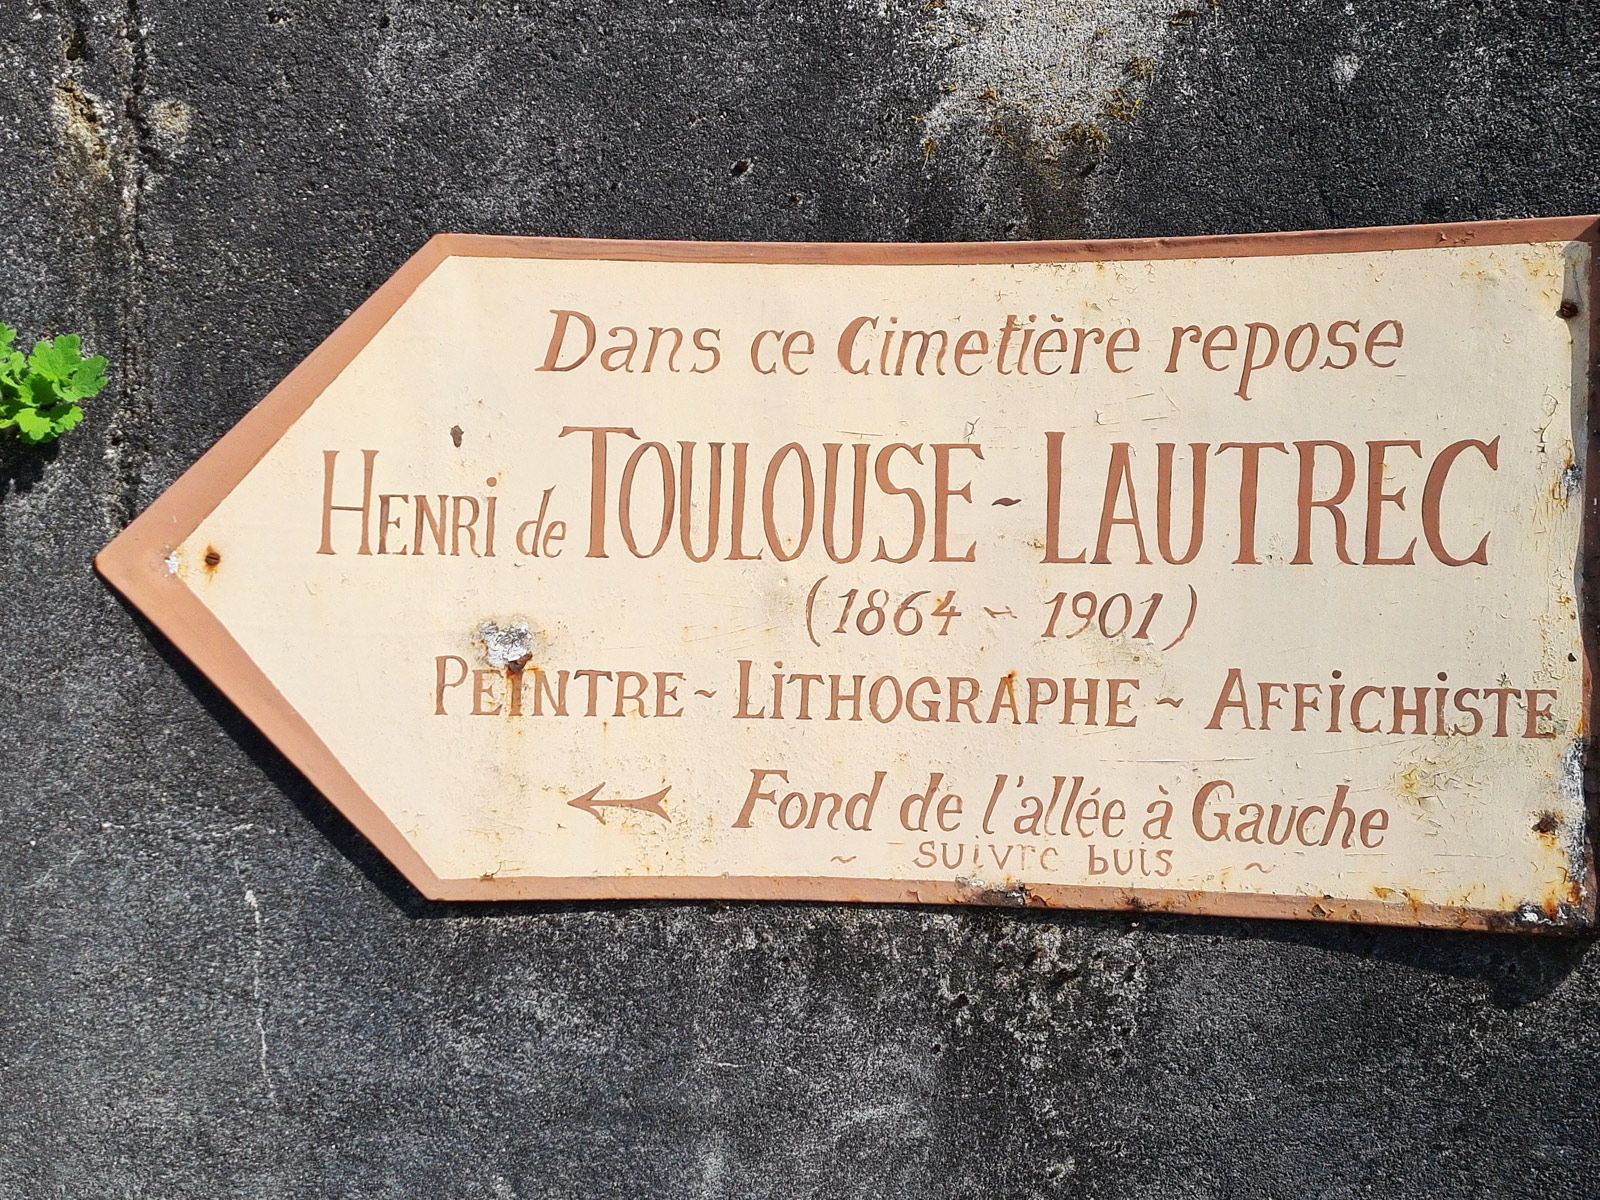 Dans ce Cimetière repose
HENRi de TOULOUSE-LAUTREC
(1864 ~ 1901)
PEINTRE ~ LiTHOGRAPHE ~ AFFiCHiSTE
← Fond de l'allée à Gauche
~ suivre buis ~